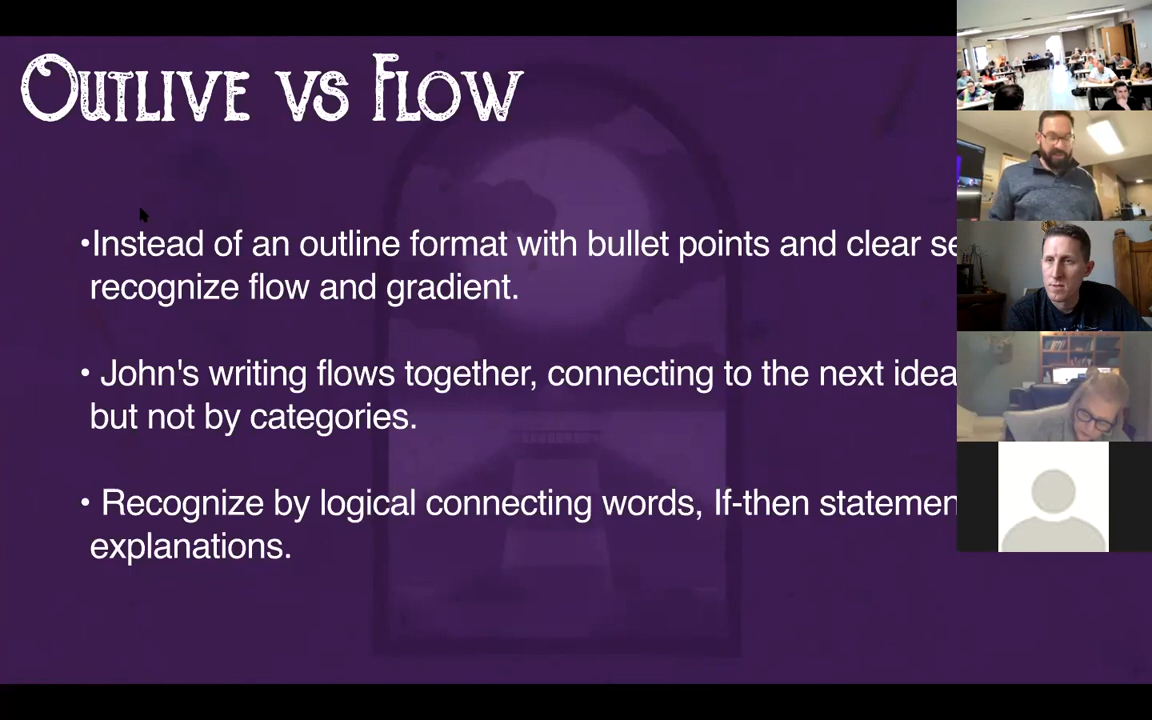 Outlive vs Flow
•Instead of an outline format with bullet points and clear
recognize flow and gradient.
• John's writing flows together, connecting to the next idea
but not by categories.
• Recognize by logical connecting words, If-then
explanations.